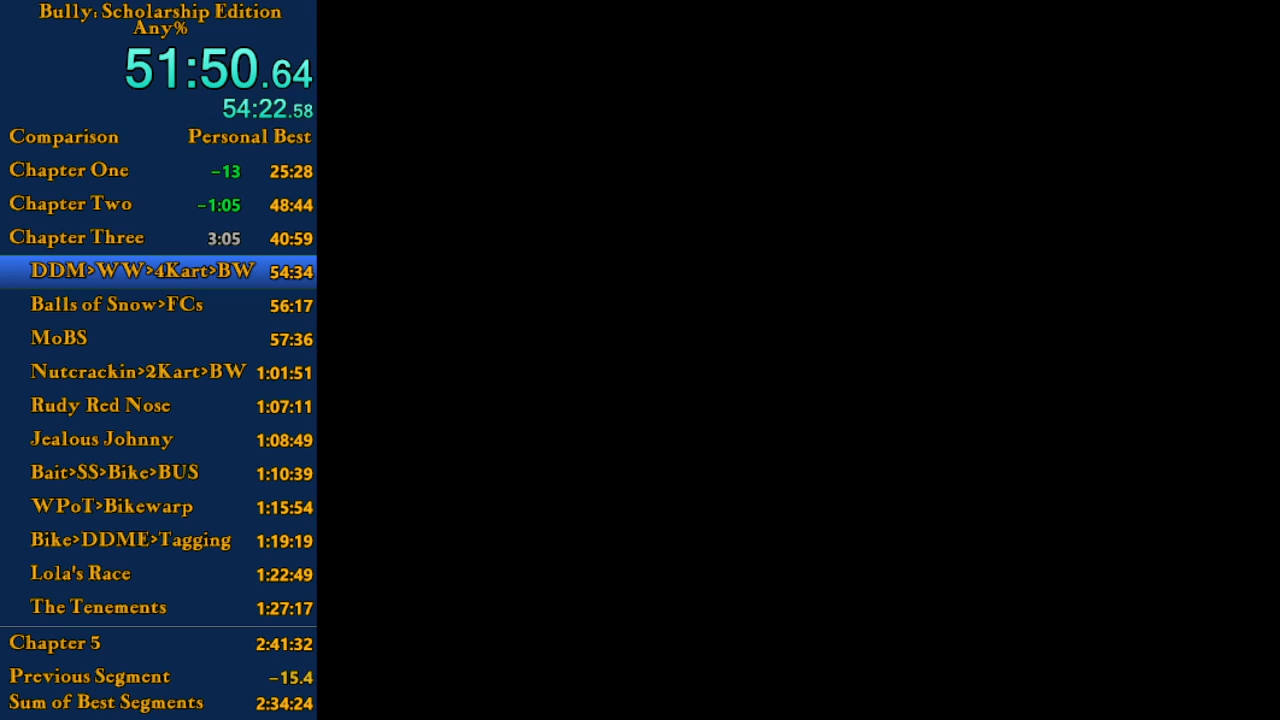 Bully: Scholarship Edition
Any%
51:50.64
54:22.58
Comparison Personal Best
Chapter One -13 25:28
Chapter Two -1:05 48:44
Chapter Three 3:05 40:59
DDM>WW>4Kart>BW 54:34
Balls of Snow>FCs 56:17
MoBS 57:36
Nutcrackin>2Kart>BW 1:01:51
Rudy Red Nose 1:07:11
Jealous Johnny 1:08:49
Bait>SS>Bike>BUS 1:10:39
WPoT>Bikewarp 1:15:54
Bike>DDME>Tagging 1:19:19
Lola's Race 1:22:49
The Tenements 1:27:17
Chapter 5 2:41:32
Previous Segment -15.4
Sum of Best Segments 2:34:24